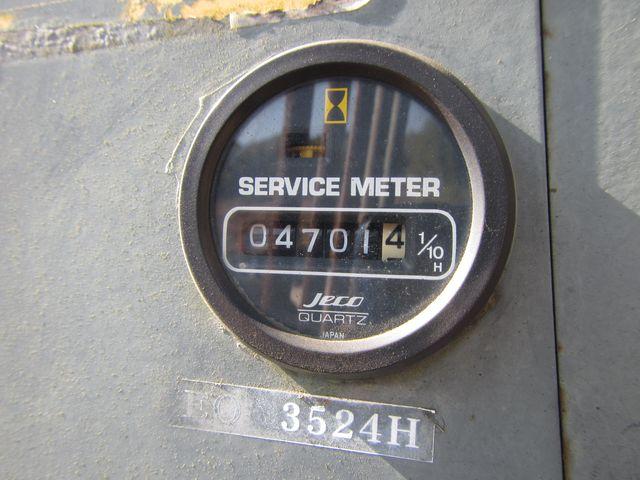 SERVICE METER
047014 1/10 H
Jeco
QUARTZ
JAPAN
3524H